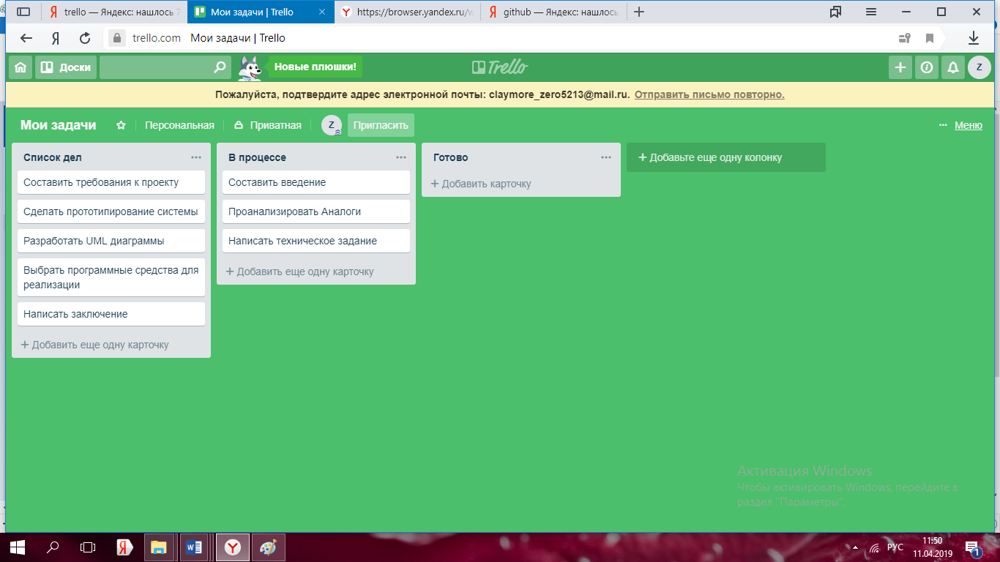 trello — Яндекс: нашлось 7
Мои задачи | Trello
https://browser.yandex.ru/w
github — Яндекс: нашлось
Я
trello.com Мои задачи | Trello
Доски
Новые плюшки!
Trello
Z
Пожалуйста, подтвердите адрес электронной почты: claymore_zero5213@mail.ru. Отправить письмо повторно.
Мои задачи
Персональная
Приватная
Z
Пригласить
Меню
Список дел
Составить требования к проекту
Сделать прототипирование системы
Разработать UML диаграммы
Выбрать программные средства для
реализации
Написать заключение
+ Добавить еще одну карточку
В процессе
Составить введение
Проанализировать Аналоги
Написать техническое задание
+ Добавить еще одну карточку
Готово
+ Добавить карточку
+ Добавьте еще одну колонку
Активация Windows
Чтобы активировать Windows, перейдите в
раздел "Параметры".
РУС
11:50
11.04.2019
1